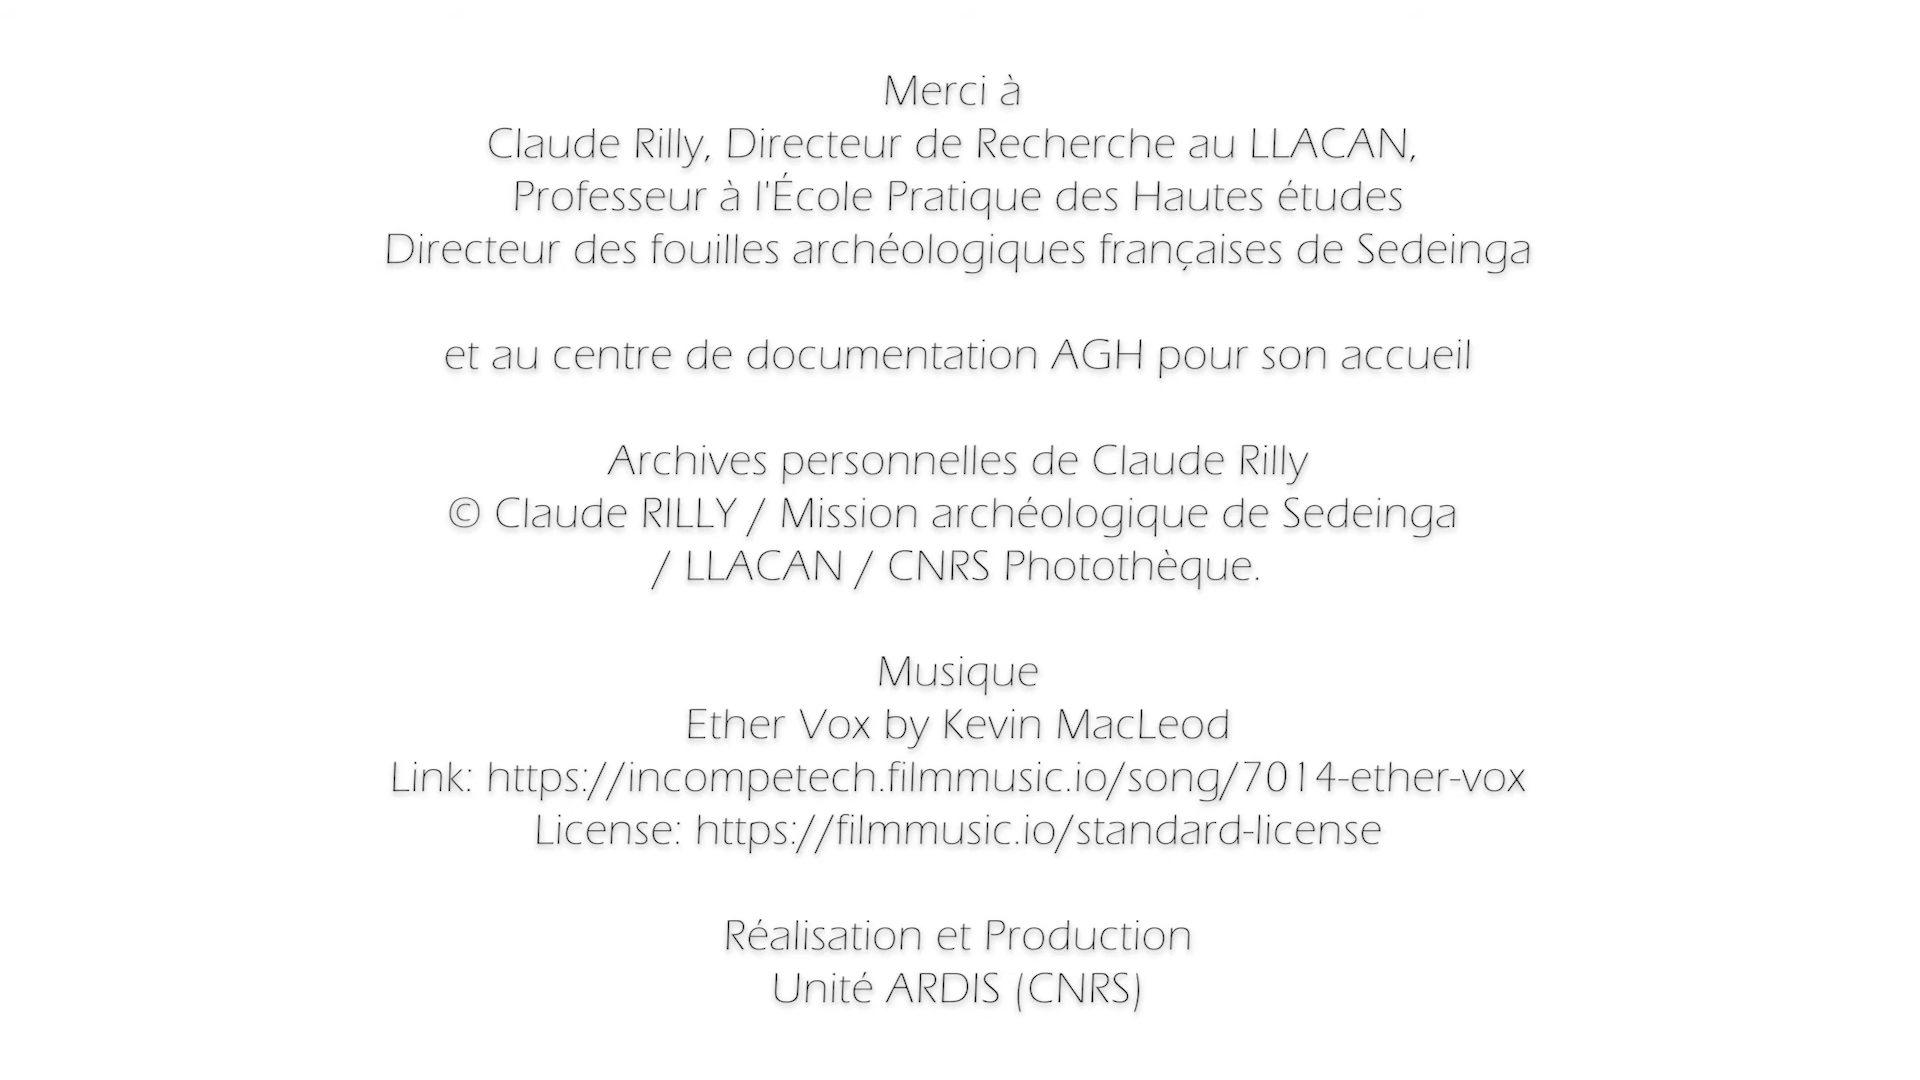 Merci à
Claude Rilly, Directeur de Recherche au LLACAN,
Professeur à l'École Pratique des Hautes études
Directeur des fouilles archéologiques françaises de Sedeinga
et au centre de documentation AGH pour son accueil
Archives personnelles de Claude Rilly
© Claude RILLY / Mission archéologique de Sedeinga
/ LLACAN / CNRS Photothèque.
Musique
Ether Vox by Kevin MacLeod
Link: https://incompetech.filmmusic.io/song/7014-ether-vox
License: https://filmmusic.io/standard-license
Réalisation et Production
Unité ARDIS (CNRS)